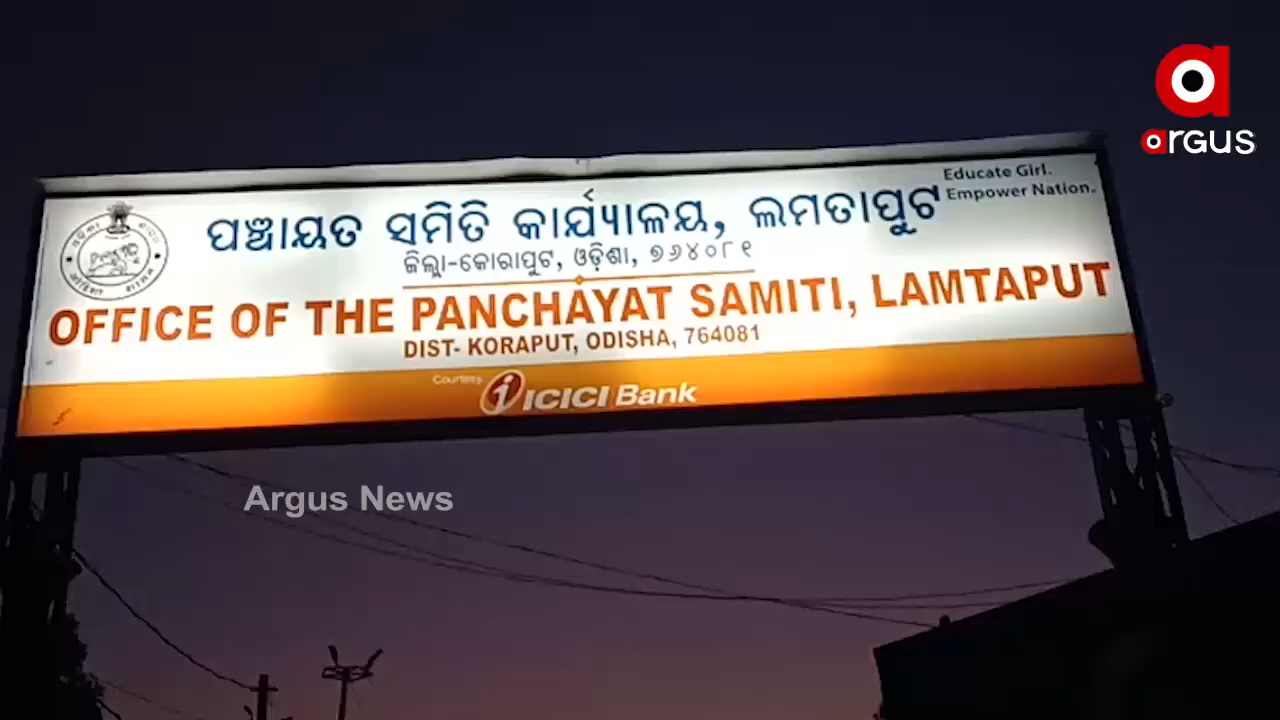 argus
Educate Girl.
Empower Nation.
ପଞ୍ଚାୟତ ସମିତି କାର୍ଯ୍ୟାଳୟ, ଲମତାପୁଟ
ଜିଲ୍ଲା-କୋରାପୁଟ, ଓଡ଼ିଶା, ୭୬୪୦୮୧
OFFICE OF THE PANCHAYAT SAMITI, LAMTAPUT
DIST- KORAPUT, ODISHA, 764081
Courtesy ICICI Bank
Argus News